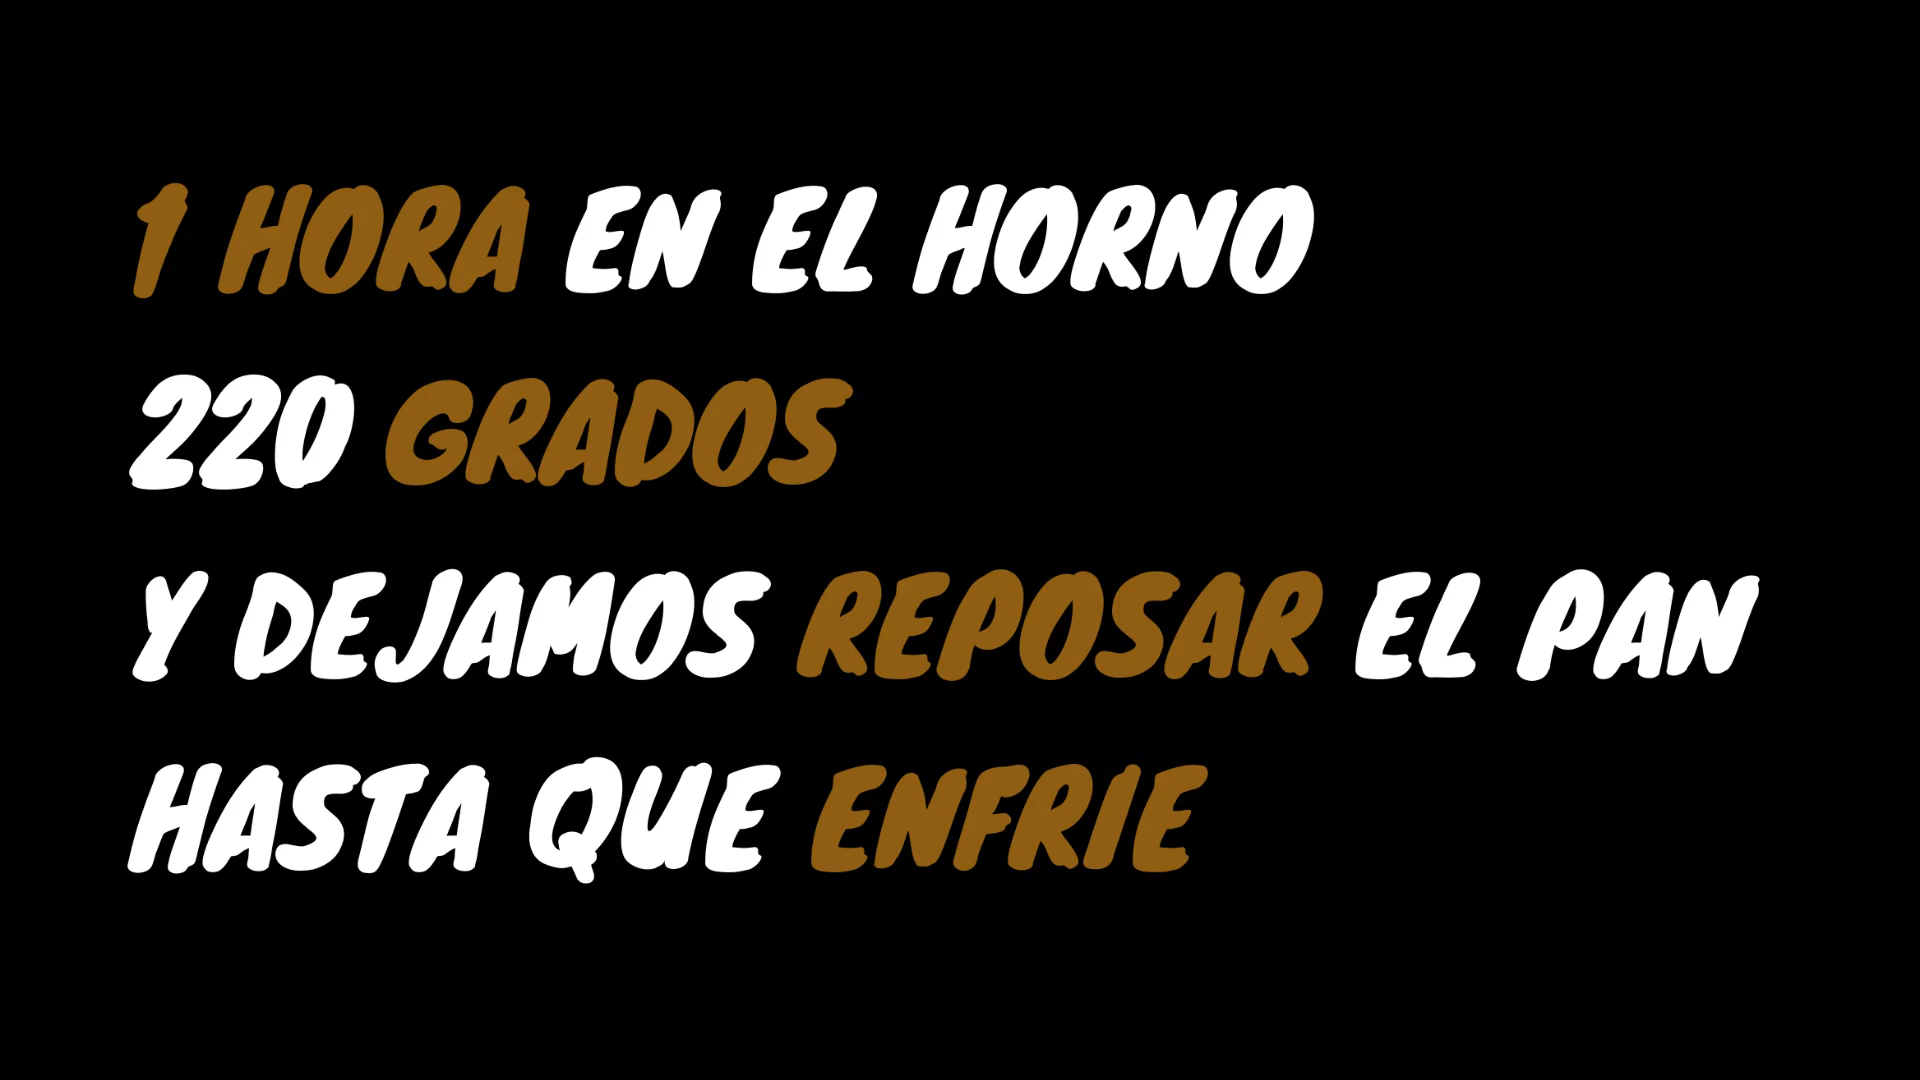 1 HORA EN EL HORNO
220 GRADOS
Y DEJAMOS REPOSAR EL PAN
HASTA QUE ENFRIE